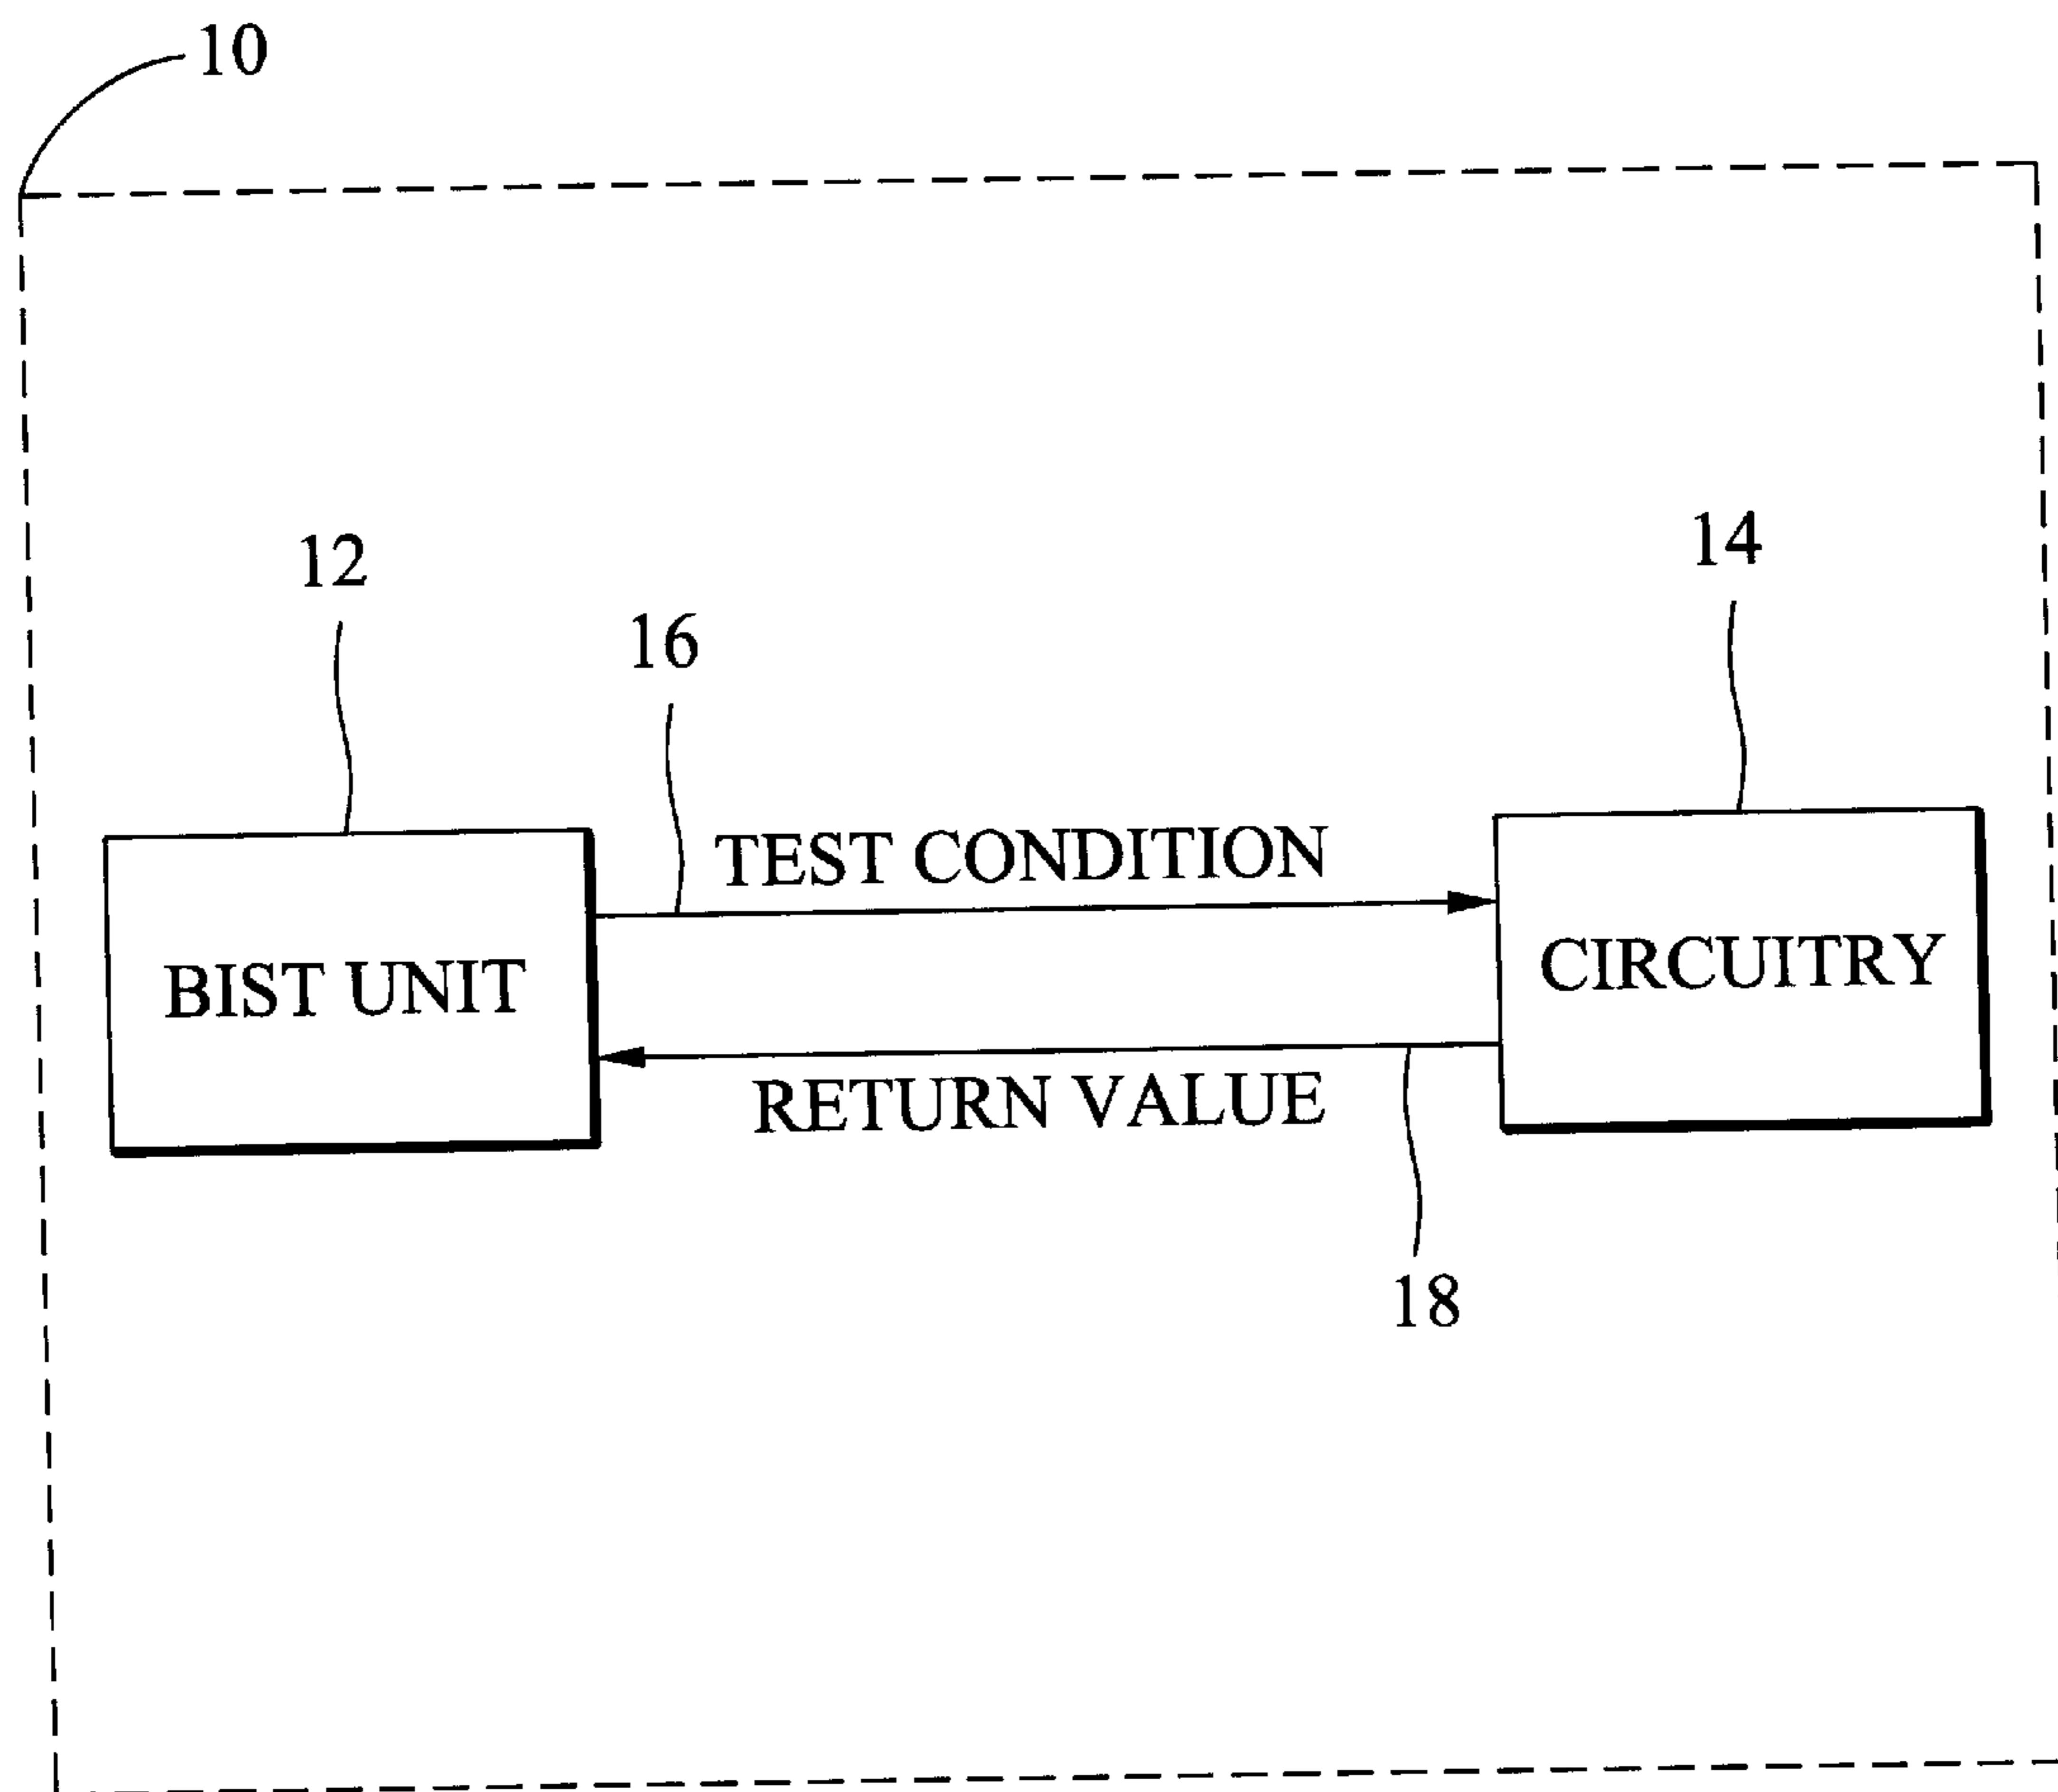 10
12
14
16
TEST CONDITION
BIST UNIT
CIRCUITRY
RETURN VALUE
18